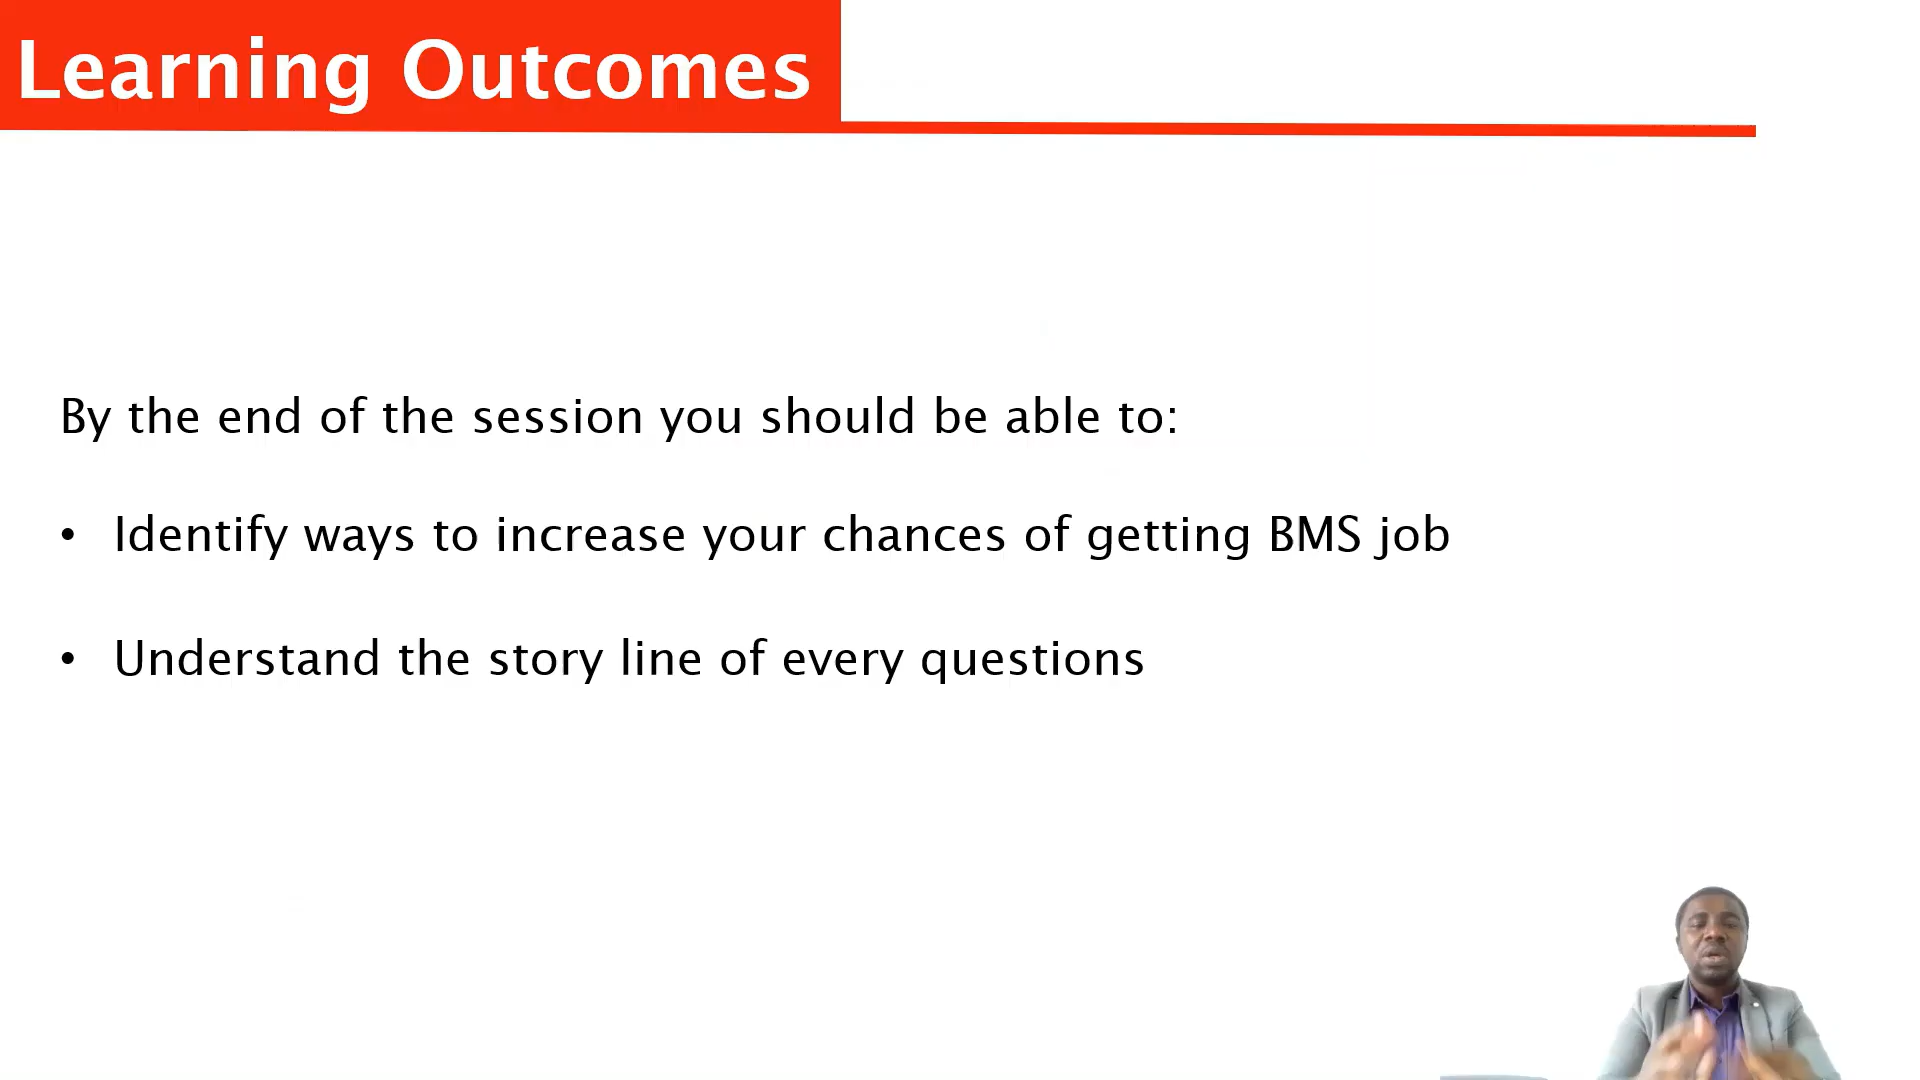 Learning Outcomes
By the end of the session you should be able to:
• Identify ways to increase your chances of getting BMS job
• Understand the story line of every questions